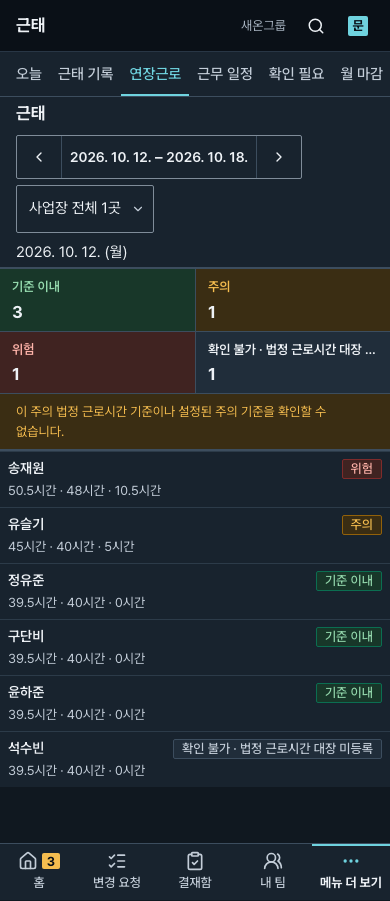 근태
새온그룹
문
오늘 근태 기록 연장근로 근무 일정 확인 필요 월 마감
근태
2026. 10. 12. – 2026. 10. 18.
사업장 전체 1곳
2026. 10. 12. (월)
기준 이내
3
주의
1
위험
1
확인 불가 · 법정 근로시간 대장 ...
1
이 주의 법정 근로시간 기준이나 설정된 주의 기준을 확인할 수
없습니다.
송재원
위험
50.5시간 · 48시간 · 10.5시간
유슬기
주의
45시간 · 40시간 · 5시간
정유준
기준 이내
39.5시간 · 40시간 · 0시간
구단비
기준 이내
39.5시간 · 40시간 · 0시간
윤하준
기준 이내
39.5시간 · 40시간 · 0시간
석수빈
확인 불가 · 법정 근로시간 대장 미등록
39.5시간 · 40시간 · 0시간
3
홈 변경 요청 결재함 내 팀 메뉴 더 보기